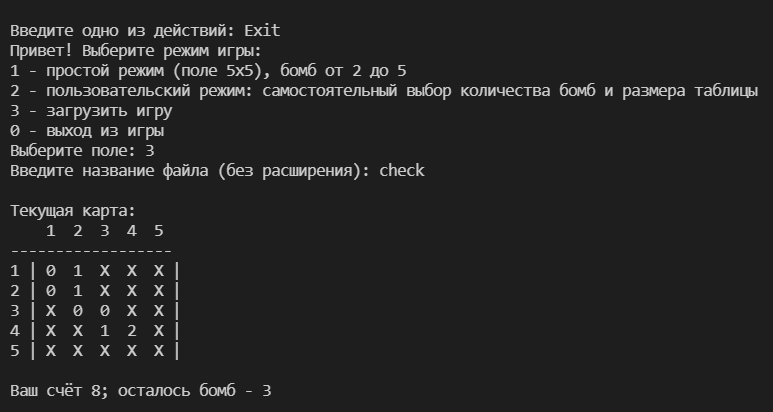 Введите одно из действий: Exit
Привет! Выберите режим игры:
1 - простой режим (поле 5x5), бомб от 2 до 5
2 - пользовательский режим: самостоятельный выбор количества бомб и размера таблицы
3 - загрузить игру
0 - выход из игры
Выберите поле: 3
Введите название файла (без расширения): check
Текущая карта:
    1  2  3  4  5
------------------
1 | 0  1  X  X  X |
2 | 0  1  X  X  X |
3 | X  0  0  X  X |
4 | X  X  1  2  X |
5 | X  X  X  X  X |
Ваш счёт 8; осталось бомб - 3